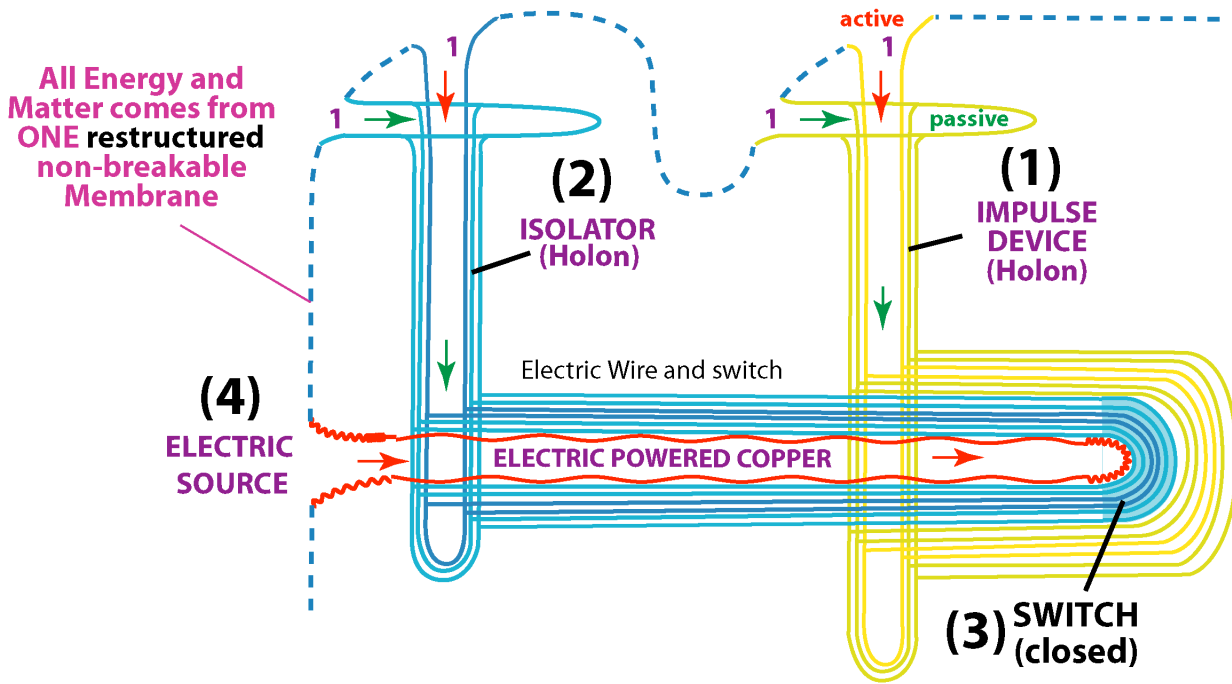 All Energy and
Matter comes from
ONE restructured
non-breakable
Membrane
1
1
(2)
ISOLATOR
(Holon)
active
1
1
passive
(1)
IMPULSE
DEVICE
(Holon)
Electric Wire and switch
(4)
ELECTRIC
SOURCE
ELECTRIC POWERED COPPER
(3) SWITCH
(closed)